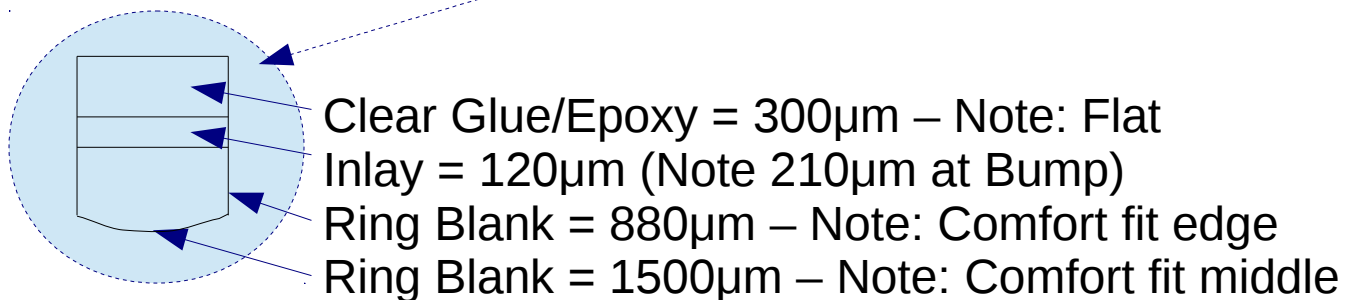 Clear Glue/Epoxy = 300μm – Note: Flat
Inlay = 120μm (Note 210μm at Bump)
Ring Blank = 880μm – Note: Comfort fit edge
Ring Blank = 1500μm – Note: Comfort fit middle